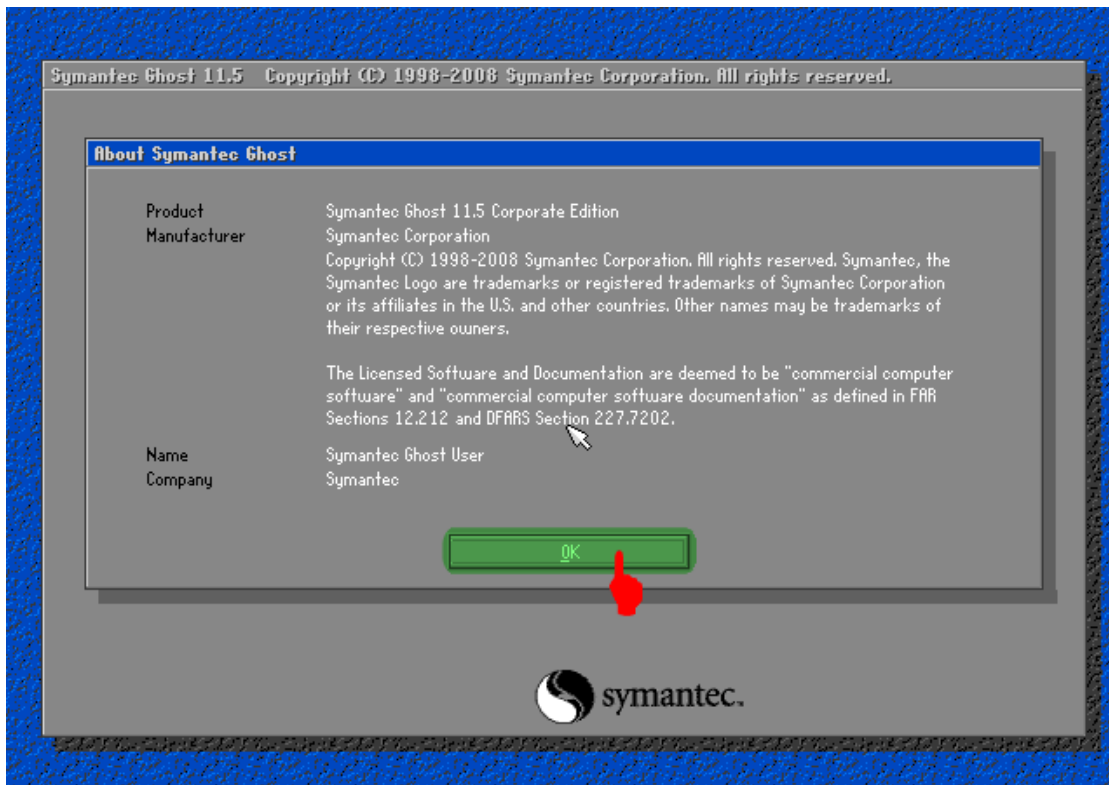 Symantec Ghost 11.5 Copyright (C) 1998-2008 Symantec Corporation. All rights reserved.
About Symantec Ghost
Product Symantec Ghost 11.5 Corporate Edition
Manufacturer Symantec Corporation
Copyright (C) 1998-2008 Symantec Corporation. All rights reserved. Symantec, the
Symantec Logo are trademarks or registered trademarks of Symantec Corporation
or its affiliates in the U.S. and other countries. Other names may be trademarks of
their respective owners.
The Licensed Software and Documentation are deemed to be "commercial computer
software" and "commercial computer software documentation" as defined in FAR
Sections 12.212 and DFARS Section 227.7202.
Name Symantec Ghost User
Company Symantec
OK
symantec.